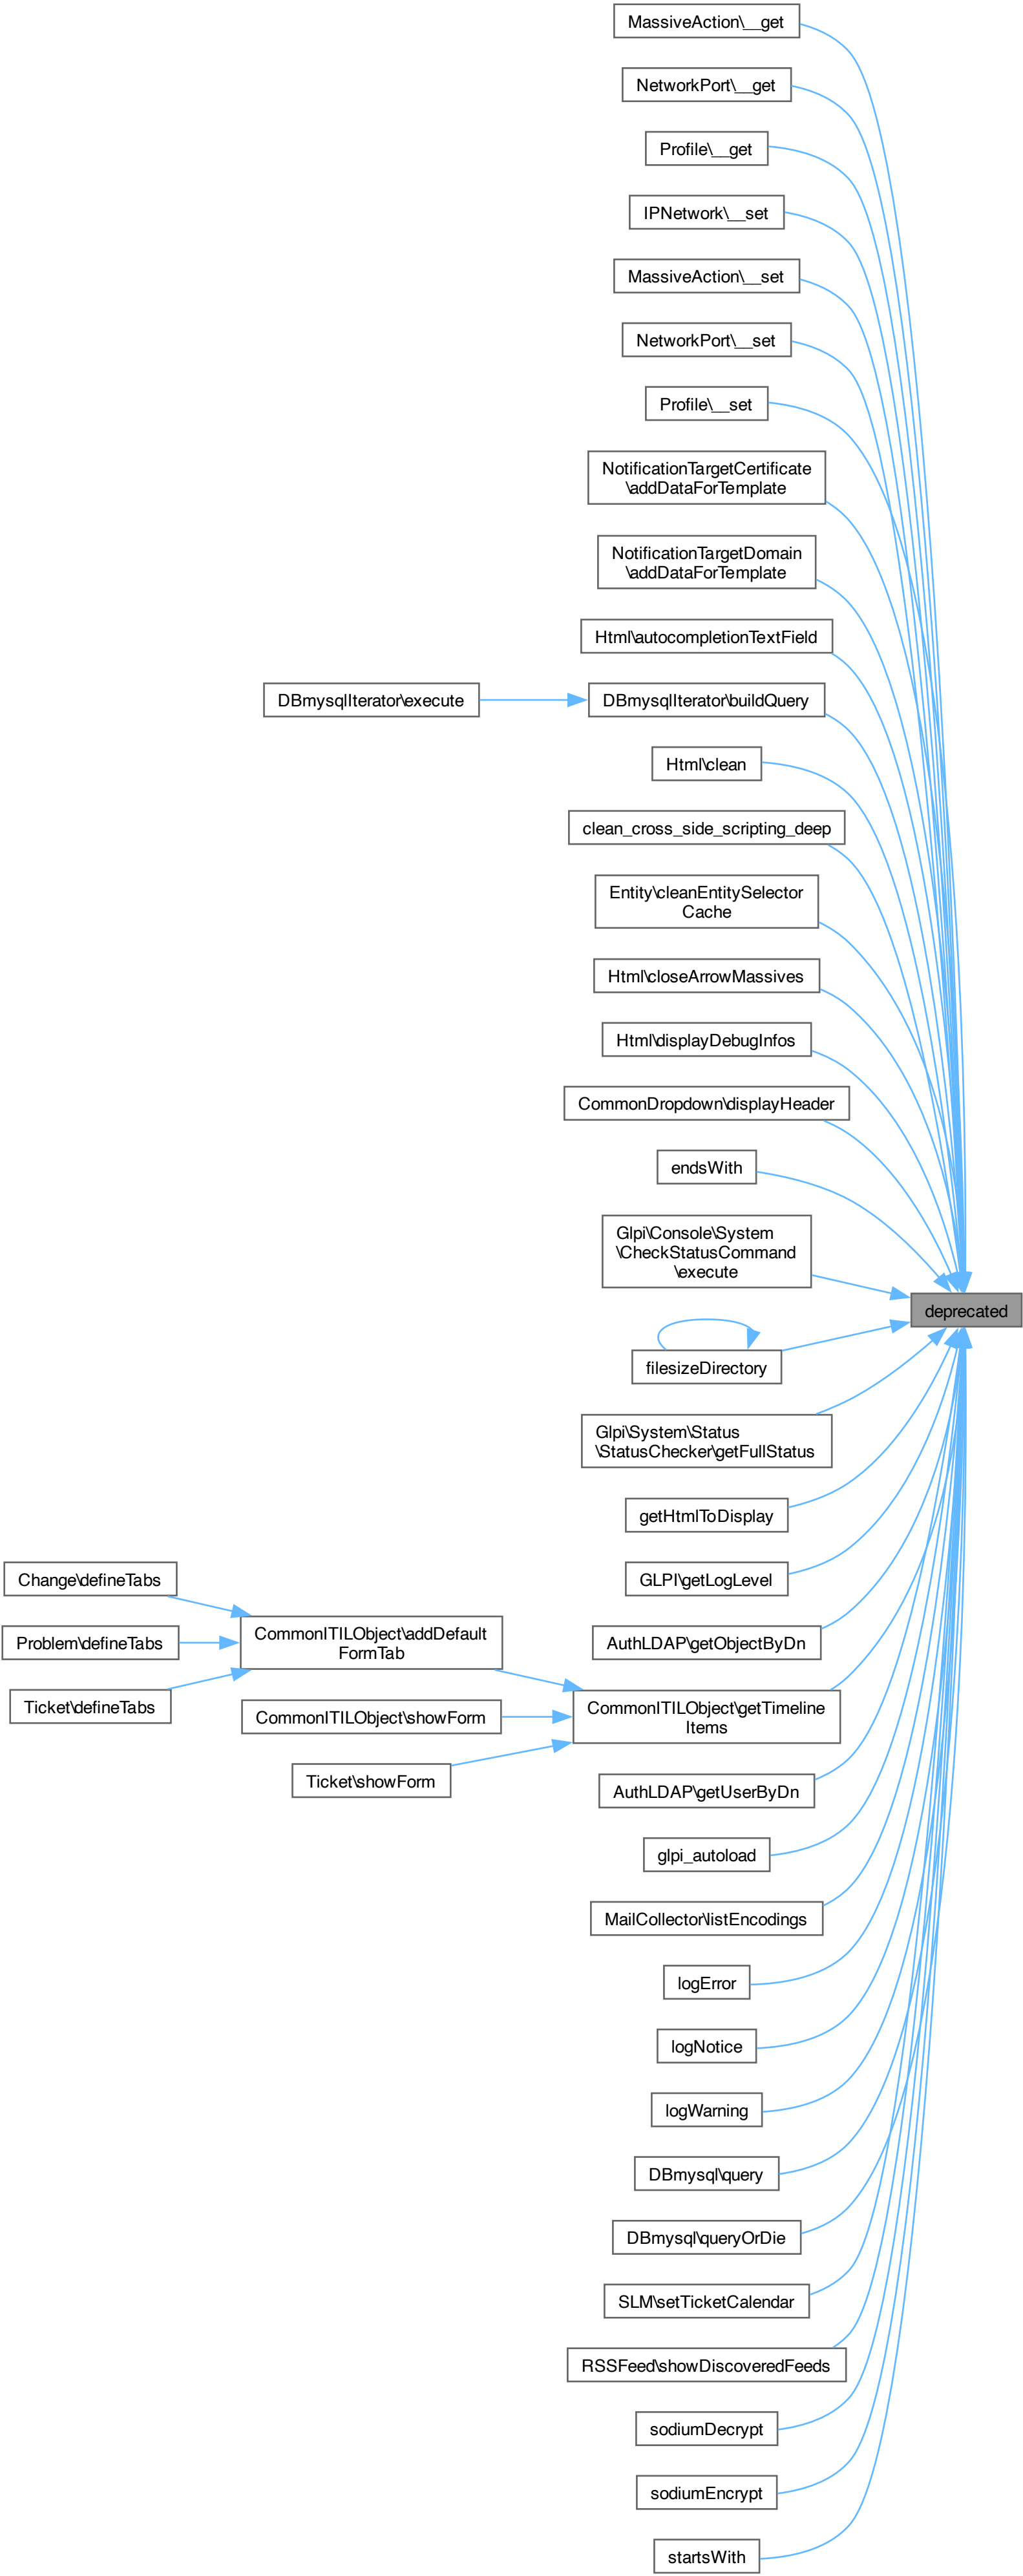 MassiveAction\__get
NetworkPort\__get
Profile\__get
IPNetwork\__set
MassiveAction\__set
NetworkPort\__set
Profile\__set
NotificationTargetCertificate
\addDataForTemplate
NotificationTargetDomain
\addDataForTemplate
Html\autocompletionTextField
DBmysqlIterator\execute
DBmysqlIterator\buildQuery
Html\clean
clean_cross_side_scripting_deep
Entity\cleanEntitySelector
Cache
Html\closeArrowMassives
Html\displayDebugInfos
CommonDropdown\displayHeader
endsWith
Glpi\Console\System
\CheckStatusCommand
\execute
deprecated
filesizeDirectory
Glpi\System\Status
\StatusChecker\getFullStatus
getHtmlToDisplay
GLPI\getLogLevel
Change\defineTabs
Problem\defineTabs
Ticket\defineTabs
CommonITILObject\addDefault
FormTab
CommonITILObject\showForm
Ticket\showForm
AuthLDAP\getObjectByDn
CommonITILObject\getTimeline
Items
AuthLDAP\getUserByDn
glpi_autoload
MailCollector\listEncodings
logError
logNotice
logWarning
DBmysql\query
DBmysql\queryOrDie
SLM\setTicketCalendar
RSSFeed\showDiscoveredFeeds
sodiumDecrypt
sodiumEncrypt
startsWith